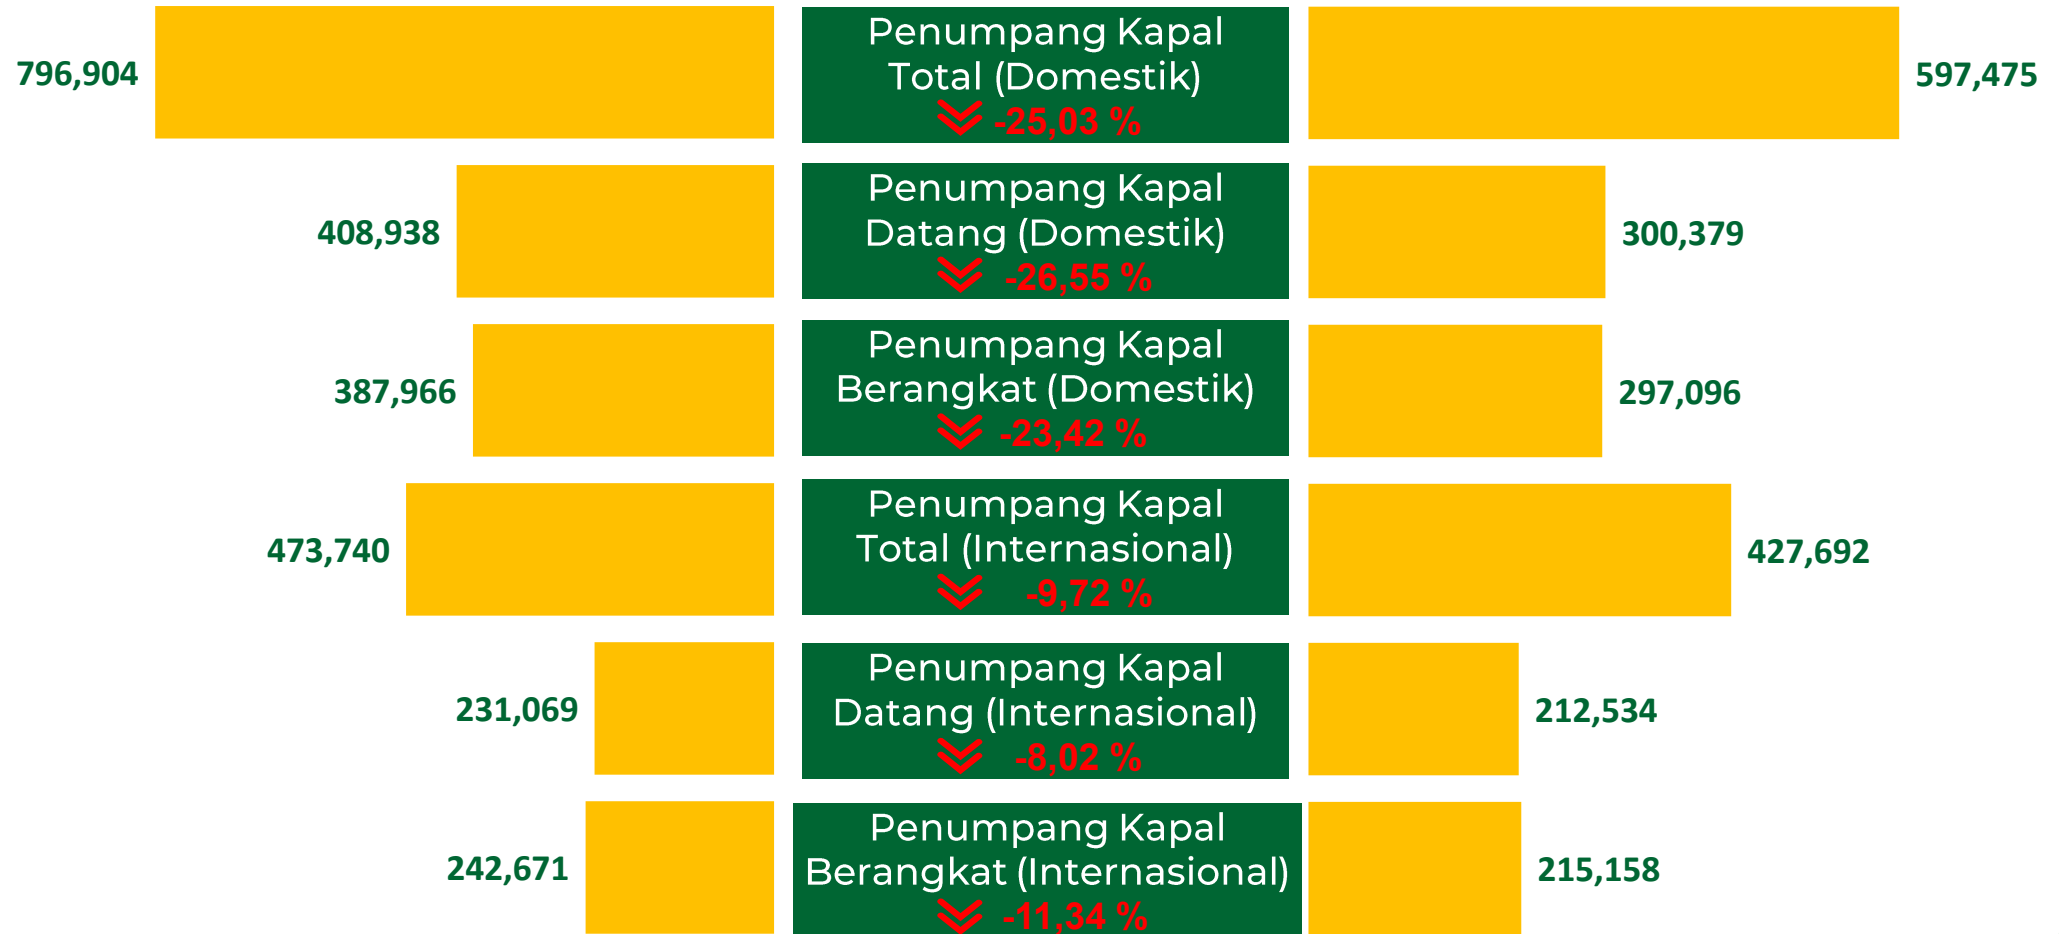 796,904
Penumpang Kapal
Total (Domestik)
-25,03 %
597,475
408,938
Penumpang Kapal
Datang (Domestik)
-26,55 %
300,379
387,966
Penumpang Kapal
Berangkat (Domestik)
-23,42 %
297,096
473,740
Penumpang Kapal
Total (Internasional)
-9,72 %
427,692
231,069
Penumpang Kapal
Datang (Internasional)
-8,02 %
212,534
242,671
Penumpang Kapal
Berangkat (Internasional)
-11,34 %
215,158